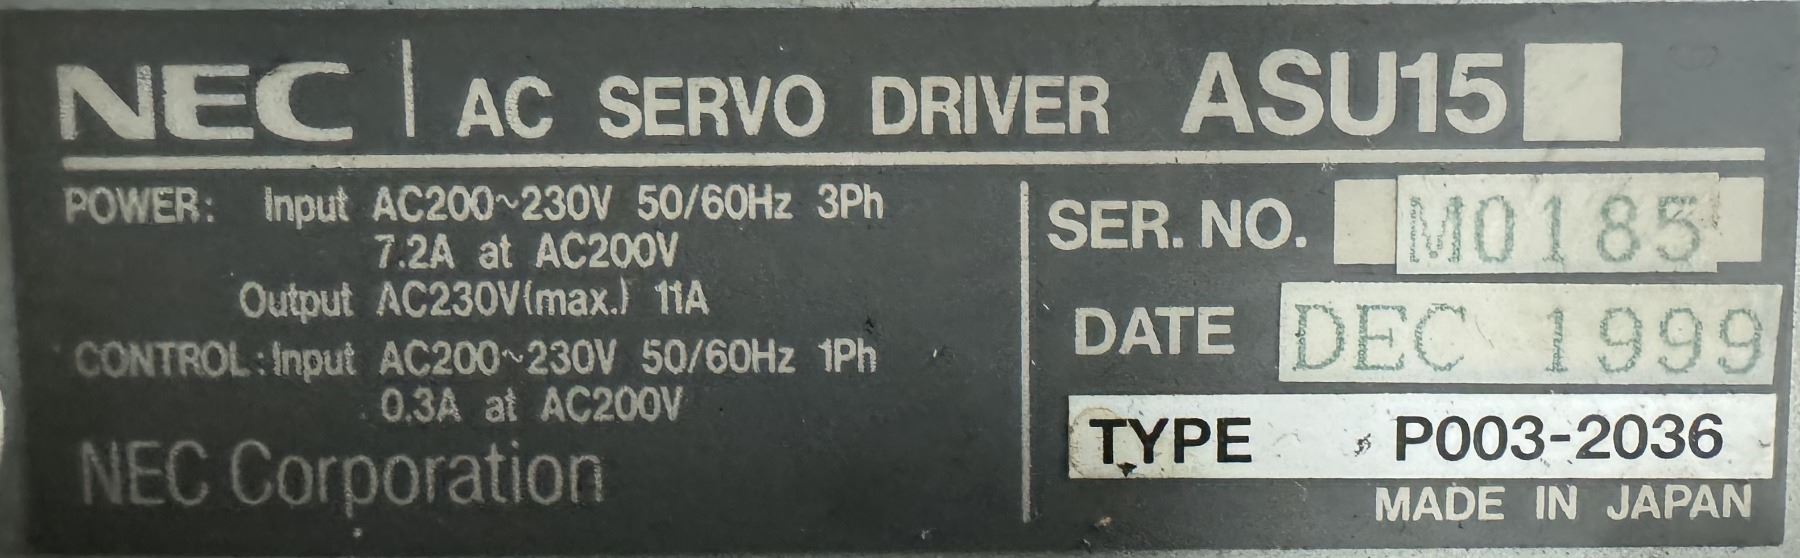 NEC | AC SERVO DRIVER ASU15
POWER: Input AC200~230V 50/60Hz 3Ph
7.2A at AC200V
Output AC230V(max.) 11A
CONTROL: Input AC200~230V 50/60Hz 1Ph
0.3A at AC200V
NEC Corporation
SER. NO. M0185
DATE DEC 1999
TYPE P003-2036
MADE IN JAPAN